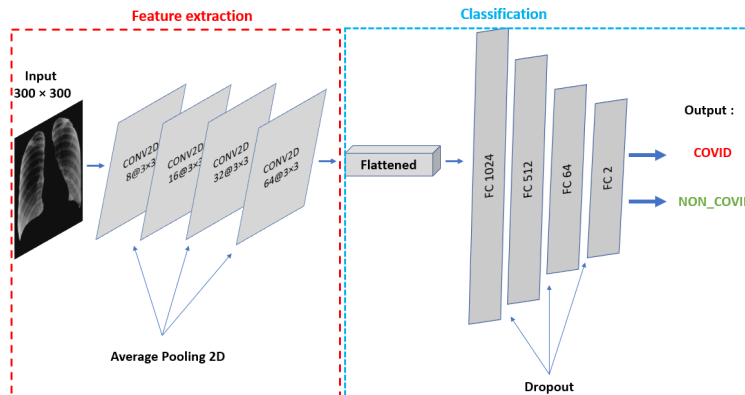 Feature extraction
Classification
Input
300 × 300
CONV2D
8@3×3
CONV2D
16@3×3
CONV2D
32@3×3
CONV2D
64@3×3
Average Pooling 2D
Flattened
FC 1024
FC 512
FC 64
FC 2
Dropout
Output :
COVID
NON_COVI